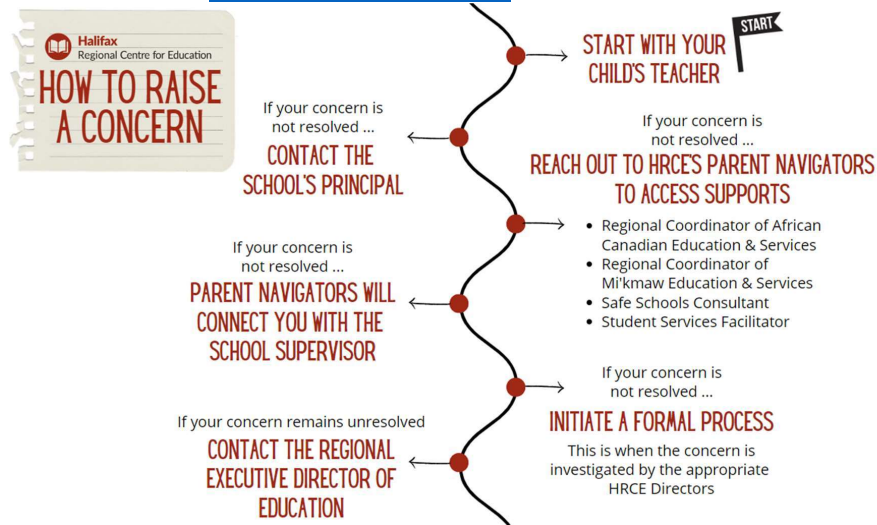 Halifax
Regional Centre for Education
HOW TO RAISE
A CONCERN
START
START WITH YOUR
CHILD'S TEACHER
If your concern is
not resolved ...
CONTACT THE
SCHOOL'S PRINCIPAL
If your concern is
not resolved ...
REACH OUT TO HRCE'S PARENT NAVIGATORS
TO ACCESS SUPPORTS
• Regional Coordinator of African
Canadian Education & Services
• Regional Coordinator of
Mi'kmaw Education & Services
• Safe Schools Consultant
• Student Services Facilitator
If your concern is
not resolved ...
PARENT NAVIGATORS WILL
CONNECT YOU WITH THE
SCHOOL SUPERVISOR
If your concern is
not resolved ...
INITIATE A FORMAL PROCESS
This is when the concern is
investigated by the appropriate
HRCE Directors
If your concern remains unresolved
CONTACT THE REGIONAL
EXECUTIVE DIRECTOR OF
EDUCATION